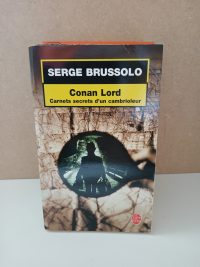 SERGE BRUSSOLO
Conan Lord
Carnets secrets d'un cambrioleur